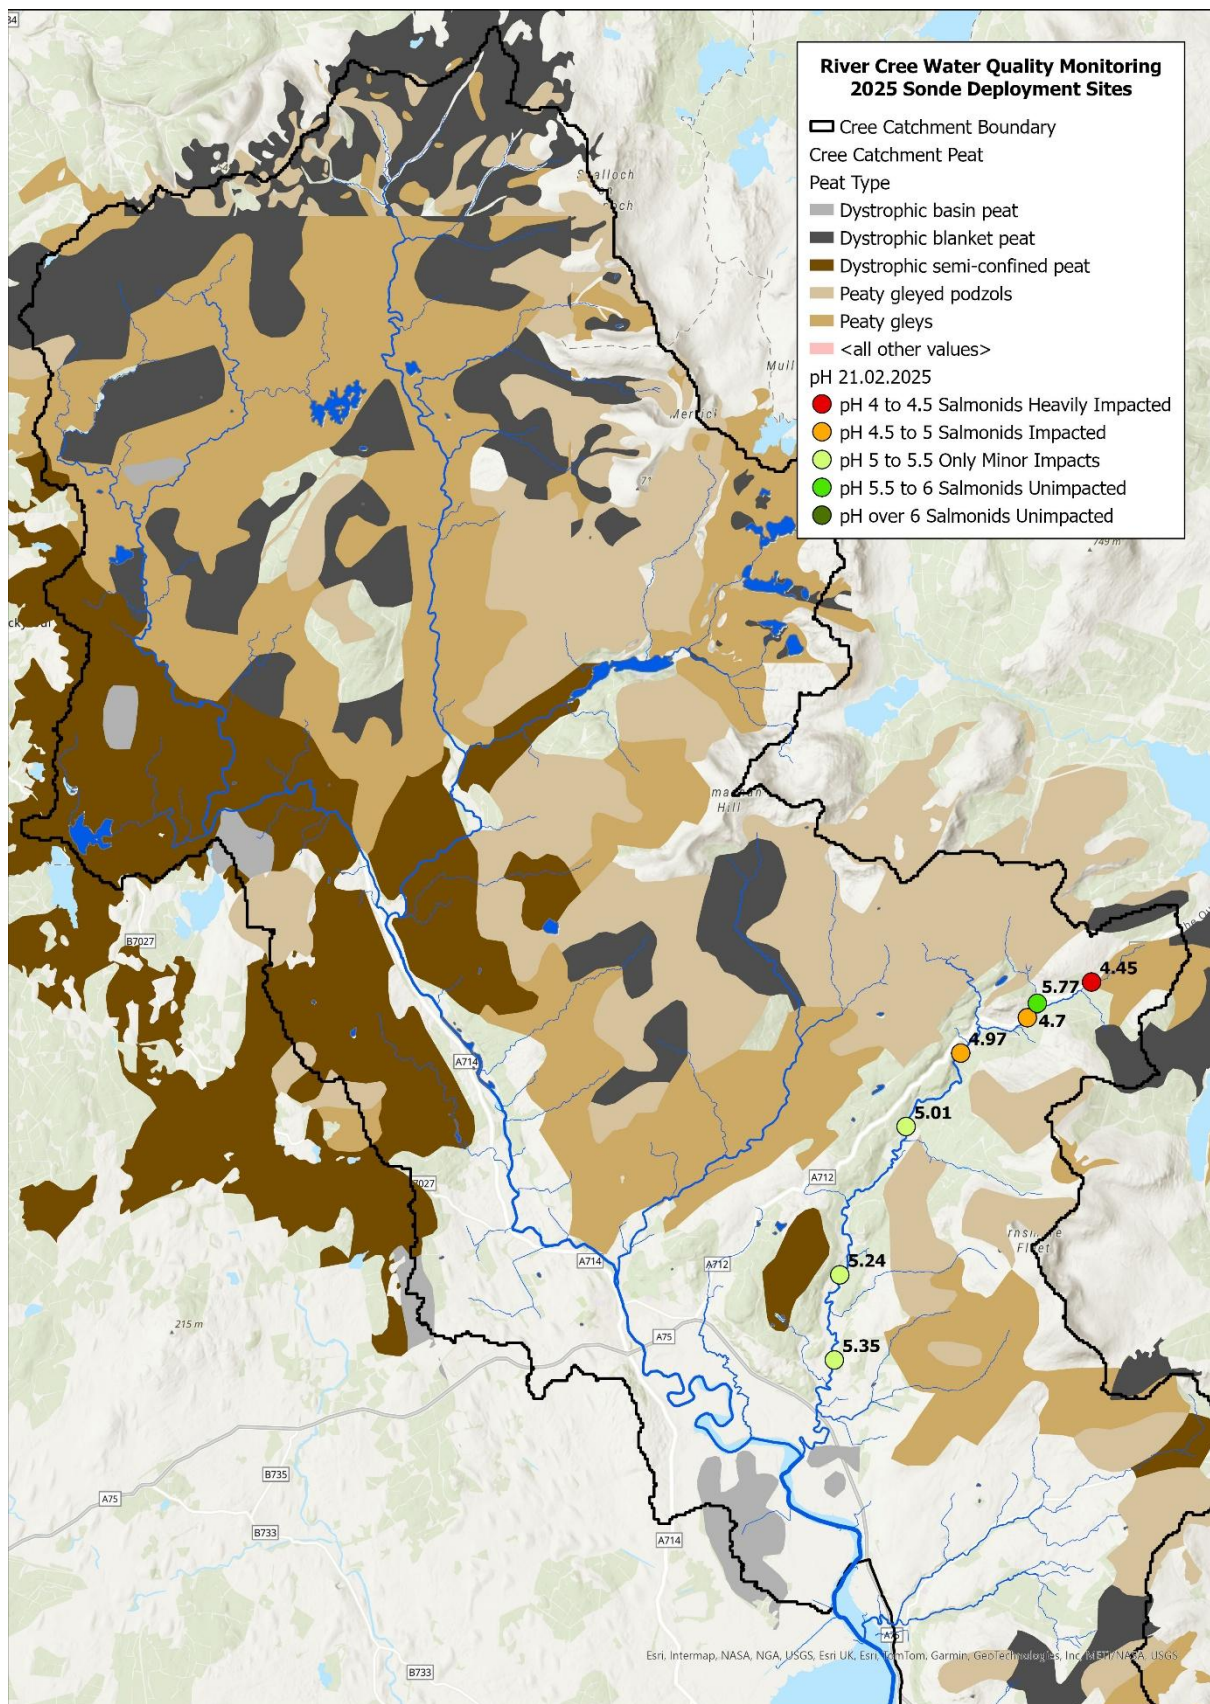 River Cree Water Quality Monitoring
2025 Sonde Deployment Sites
Cree Catchment Boundary
Cree Catchment Peat
Peat Type
Dystrophic basin peat
Dystrophic blanket peat
Dystrophic semi-confined peat
Peaty gleyed podzols
Peaty gleys
<all other values>
pH 21.02.2025
pH 4 to 4.5 Salmonids Heavily Impacted
pH 4.5 to 5 Salmonids Impacted
pH 5 to 5.5 Only Minor Impacts
pH 5.5 to 6 Salmonids Unimpacted
pH over 6 Salmonids Unimpacted
749 m
Hill
B7027
4.45
5.77
4.7
4.97
A714
5.01
A712
A714
A712
5.24
215 m
A75
5.35
B735
A75
B733
A714
A75
B733
Esri, Intermap, NASA, NGA, USGS, Esri UK, Esri, TomTom, Garmin, GeoTechnologies, Inc, METI/NASA, USGS